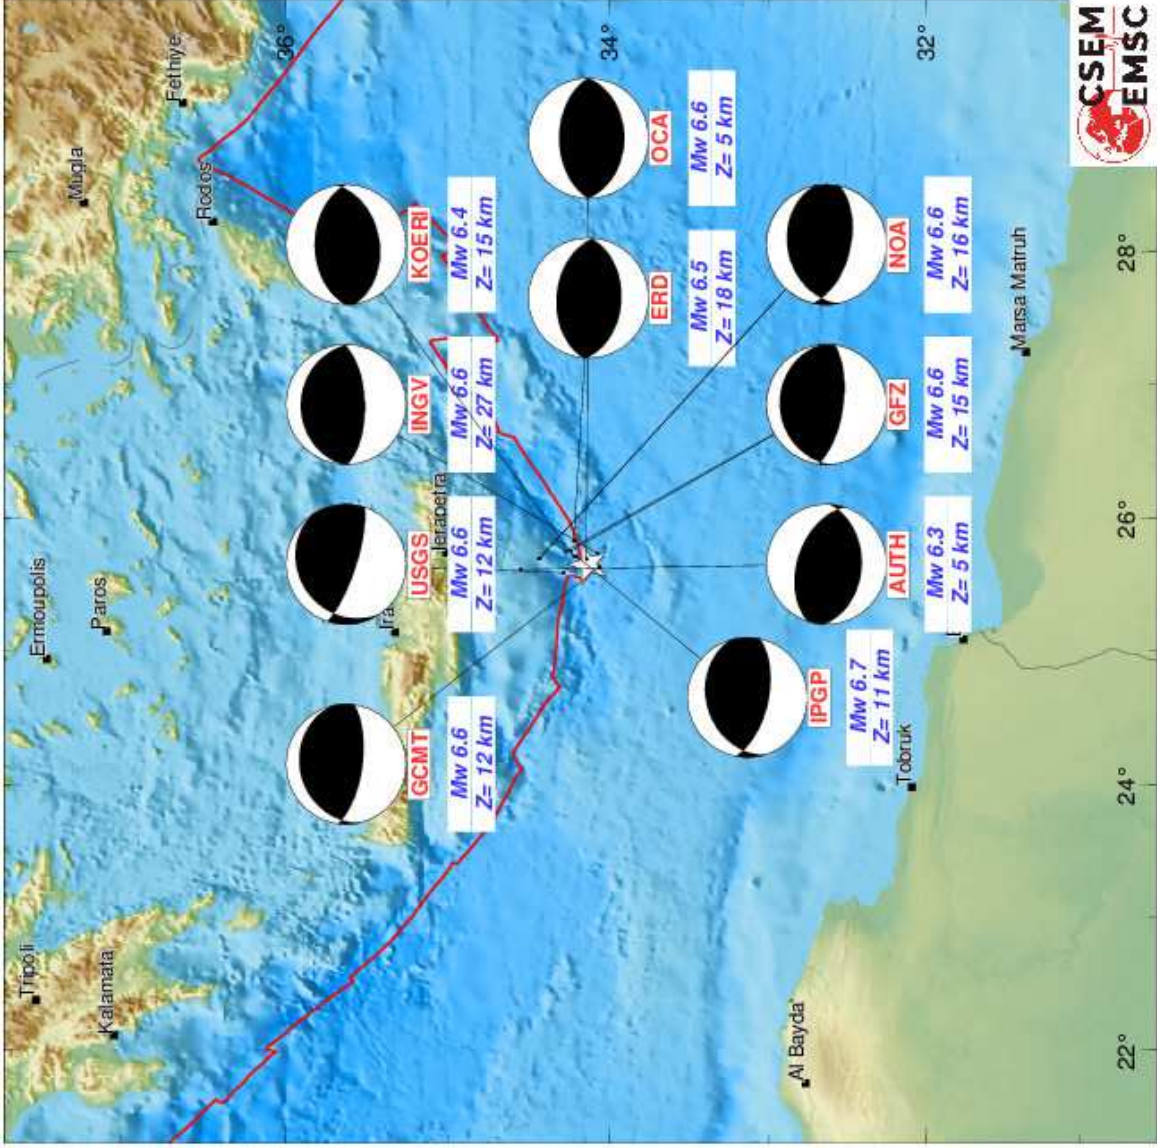 Tripoli
Ermoupolis
Mugla
Paros
Kalamata
Fethiye
Rodos
36°
Ira
GCMT
USGS
INGV
KOERI
Ierapetra
Mw 6.6
Z= 12 km
Mw 6.6
Z= 12 km
Mw 6.6
Z= 27 km
Mw 6.4
Z= 15 km
34°
ERD
OCA
Mw 6.5
Z= 18 km
Mw 6.6
Z= 5 km
IPGP
Mw 6.7
Z= 11 km
AUTH
GFZ
NOA
Mw 6.3
Z= 5 km
Mw 6.6
Z= 15 km
Mw 6.6
Z= 16 km
Al Bayda'
Tobruk
32°
Marsa Matruh
22°
24°
26°
28°
CSEM
EMSC